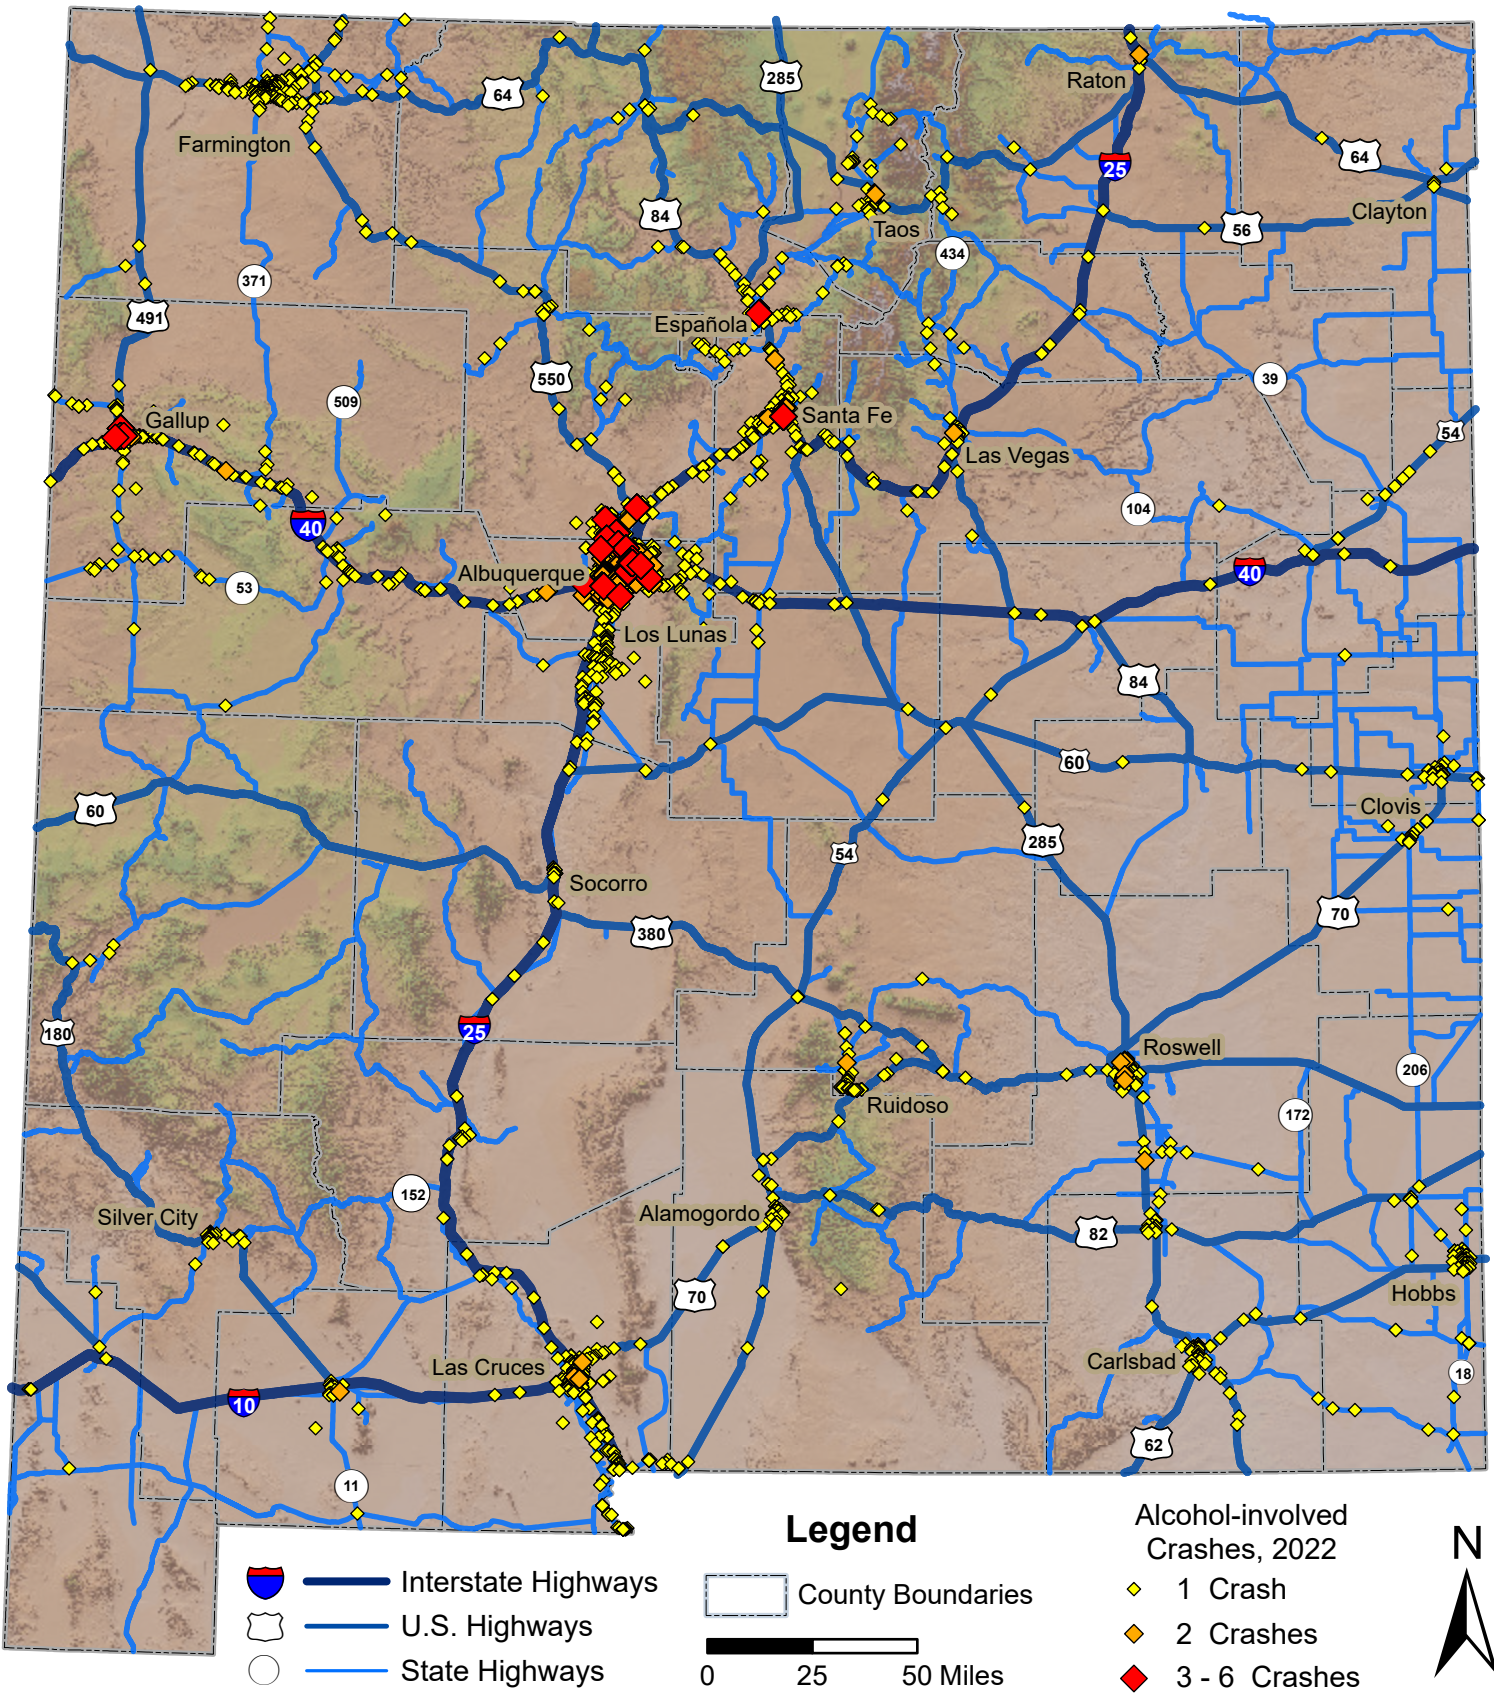 285
Raton
64
Farmington
64
25
84
Clayton
Taos
56
434
371
491
Española
550
39
509
Gallup
Santa Fe
54
Las Vegas
104
40
Albuquerque
40
53
Los Lunas
84
60
60
Clovis
54
285
Socorro
70
380
180
25
Roswell
206
Ruidoso
172
152
Silver City
Alamogordo
82
70
Hobbs
Las Cruces
Carlsbad
18
10
62
11
Legend
Interstate Highways
U.S. Highways
State Highways
County Boundaries
0 25 50 Miles
Alcohol-involved
Crashes, 2022
1 Crash
2 Crashes
3 - 6 Crashes
N